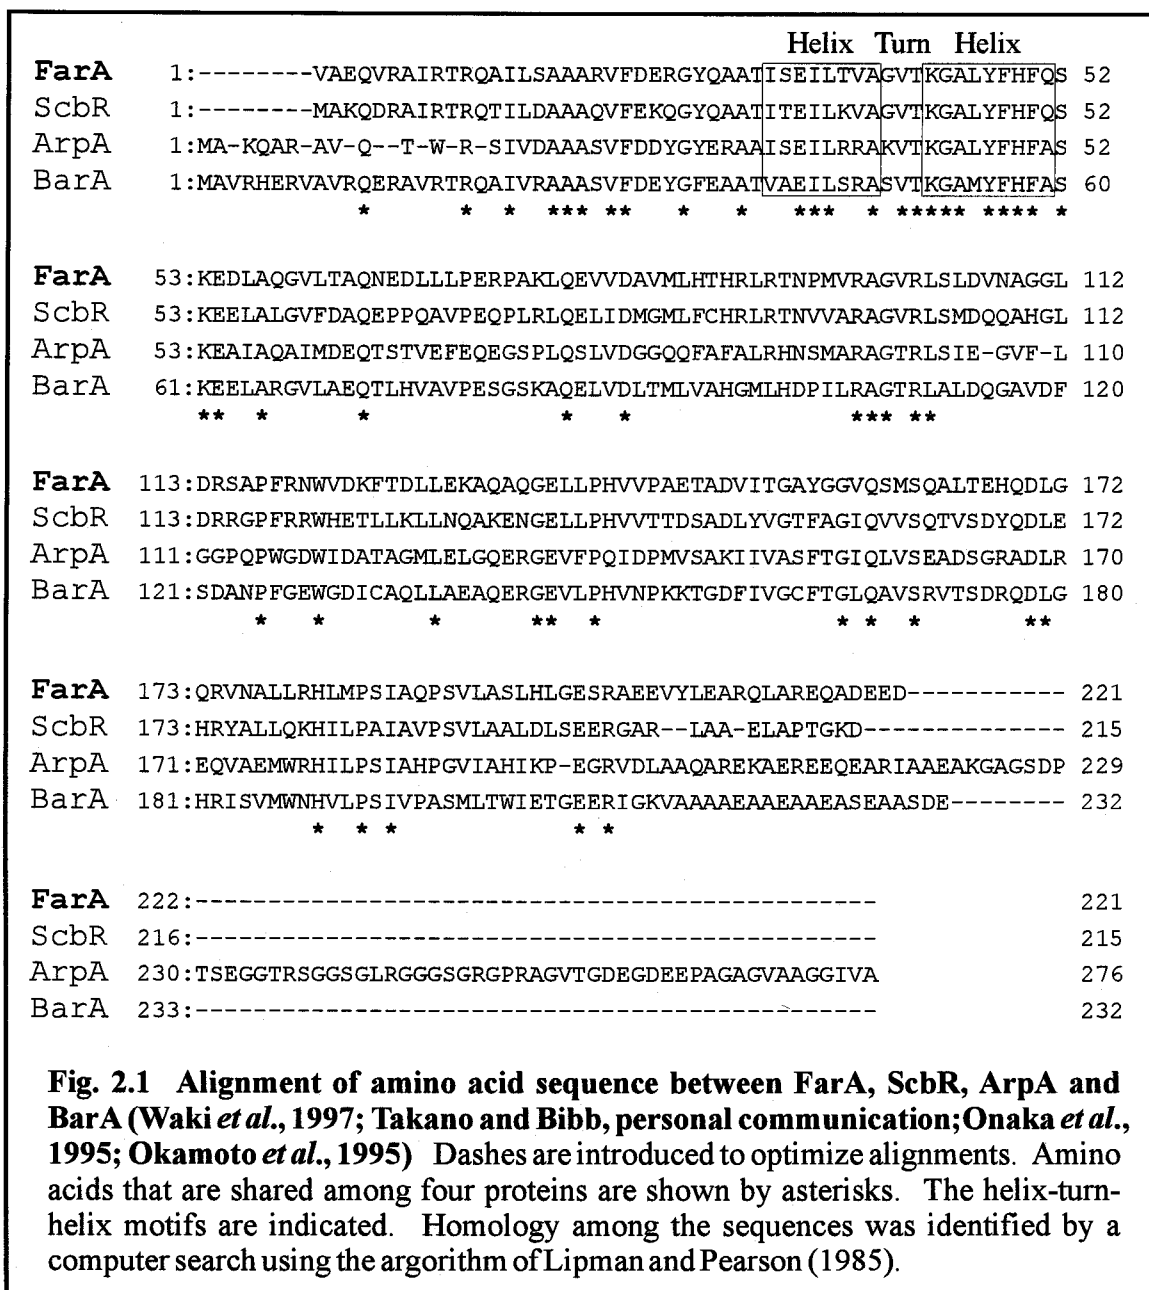 Helix Turn Helix
FarA 1:--------VAEQVRAIRTRQAILSAAARVFDERGYQAATISEILTVAGVTKGALYFHFQS 52
ScbR 1:--------MAKQDRAIRTRQTILDAAAQVFEKQGYQAATITEILKVAGVTKGALYFHFQS 52
ArpA 1:MA-KQAR-AV-Q--T-W-R-SIVDAAASVFDDYGYERAAISEILRRAKVTKGALYFHFAS 52
BarA 1:MAVRHERVAVRQERAVRTRQAIVRAAASVFDEYGFEAATVAEILSRASVTKGAMYFHFAS 60
* * * *** ** * * *** * ***** **** *
FarA 53:KEDLAQGVLTAQNEDLLLPERPAKLQEVVDAVMLHTHRLRTNPMVRAGVRLSLDVNAGGL 112
ScbR 53:KEELALGVFDAQEPPQAVPEQPLRLQELIDMGMLFCHRLRTNVVARAGVRLSMDQQAHGL 112
ArpA 53:KEAIAQAIMDEQTSTVEFEQEGSPLQSLVDGGQQFAFALRHNSMARAGTRLSIE-GVF-L 110
BarA 61:KEELARGVLAEQTLHVAVPESGSKAQELVDLTMLVAHGMLHDPILRAGTRLALDQGAVDF 120
** * * * * *** **
FarA 113:DRSAPFRNWVDKFTDLLEKAQAQGELLPHVVPAETADVITGAYGGVQSMSQALTEHQDLG 172
ScbR 113:DRRGPFRRWHETLLKLLNQAKENGELLPHVVTTDSADLYVGTFAGIQVVSQTVSDYQDLE 172
ArpA 111:GGPQPWGDWIDATAGMLELGQERGEVFPQIDPMVSAKIIVASFTGIQLVSEADSGRADLR 170
BarA 121:SDANPFGEWGDICAQLLAEAQERGEVLPHVNPKKTGDFIVGCFTGLQAVSRVTSDRQDLG 180
* * * ** * * * * **
FarA 173:QRVNALLRHLMPSIAQPSVLASLHLGESRAEEVYLEARQLAREQADEED----------- 221
ScbR 173:HRYALLQKHILPAIAVPSVLAALDLSEERGAR--LAA-ELAPTGKD-------------- 215
ArpA 171:EQVAEMWRHILPSIAHPGVIAHIKP-EGRVDLAAQAREKAEREEQEARIAAEAKGAGSDP 229
BarA 181:HRISVMWNHVLPSIVPASMLTWIETGEERIGKVAAAAEAAEAAEASEAASDE-------- 232
* * * * *
FarA 222:----------------------------------------------- 221
ScbR 216:----------------------------------------------- 215
ArpA 230:TSEGGTRSGGSGLRGGGSGRGPRAGVTGDEGDEEPAGAGVAAGGIVA 276
BarA 233:----------------------------------------------- 232
Fig. 2.1 Alignment of amino acid sequence between FarA, ScbR, ArpA and
BarA (Waki et al., 1997; Takano and Bibb, personal communication;Onaka et al.,
1995; Okamoto et al., 1995) Dashes are introduced to optimize alignments. Amino
acids that are shared among four proteins are shown by asterisks. The helix-turn-
helix motifs are indicated. Homology among the sequences was identified by a
computer search using the argorithm of Lipman and Pearson (1985).